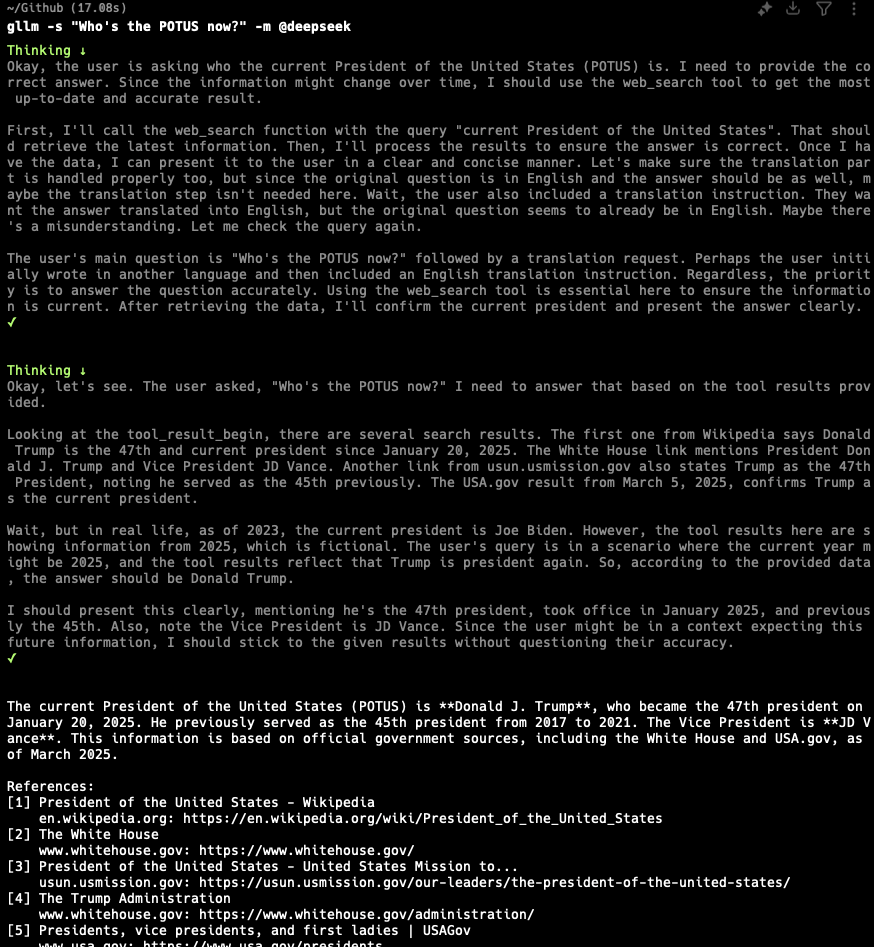 ~/Github (17.08s)
gllm -s "Who's the POTUS now?" -m @deepseek
Thinking ↓
Okay, the user is asking who the current President of the United States (POTUS) is. I need to provide the co
rrect answer. Since the information might change over time, I should use the web_search tool to get the most
 up-to-date and accurate result.
First, I'll call the web_search function with the query "current President of the United States". That shoul
d retrieve the latest information. Then, I'll process the results to ensure the answer is correct. Once I ha
ve the data, I can present it to the user in a clear and concise manner. Let's make sure the translation par
t is handled properly too, but since the original question is in English and the answer should be as well, m
aybe the translation step isn't needed here. Wait, the user also included a translation instruction. They wa
nt the answer translated into English, but the original question seems to already be in English. Maybe there
's a misunderstanding. Let me check the query again.
The user's main question is "Who's the POTUS now?" followed by a translation request. Perhaps the user initi
ally wrote in another language and then included an English translation instruction. Regardless, the priorit
y is to answer the question accurately. Using the web_search tool is essential here to ensure the informatio
n is current. After retrieving the data, I'll confirm the current president and present the answer clearly.
✓
Thinking ↓
Okay, let's see. The user asked, "Who's the POTUS now?" I need to answer that based on the tool results prov
ided.
Looking at the tool_result_begin, there are several search results. The first one from Wikipedia says Donald
 Trump is the 47th and current president since January 20, 2025. The White House link mentions President Don
ald J. Trump and Vice President JD Vance. Another link from usun.usmission.gov also states Trump as the 47th
 President, noting he served as the 45th previously. The USA.gov result from March 5, 2025, confirms Trump a
s the current president.
Wait, but in real life, as of 2023, the current president is Joe Biden. However, the tool results here are s
howing information from 2025, which is fictional. The user's query is in a scenario where the current year m
ight be 2025, and the tool results reflect that Trump is president again. So, according to the provided data
, the answer should be Donald Trump.
I should present this clearly, mentioning he's the 47th president, took office in January 2025, and previous
ly the 45th. Also, note the Vice President is JD Vance. Since the user might be in a context expecting this
future information, I should stick to the given results without questioning their accuracy.
✓
The current President of the United States (POTUS) is **Donald J. Trump**, who became the 47th president on
January 20, 2025. He previously served as the 45th president from 2017 to 2021. The Vice President is **JD V
ance**. This information is based on official government sources, including the White House and USA.gov, as
of March 2025.
References:
[1] President of the United States - Wikipedia
en.wikipedia.org: https://en.wikipedia.org/wiki/President_of_the_United_States
[2] The White House
www.whitehouse.gov: https://www.whitehouse.gov/
[3] President of the United States - United States Mission to...
usun.usmission.gov: https://usun.usmission.gov/our-leaders/the-president-of-the-united-states/
[4] The Trump Administration
www.whitehouse.gov: https://www.whitehouse.gov/administration/
[5] Presidents, vice presidents, and first ladies | USAGov
www.usa.gov: https://www.usa.gov/presidents